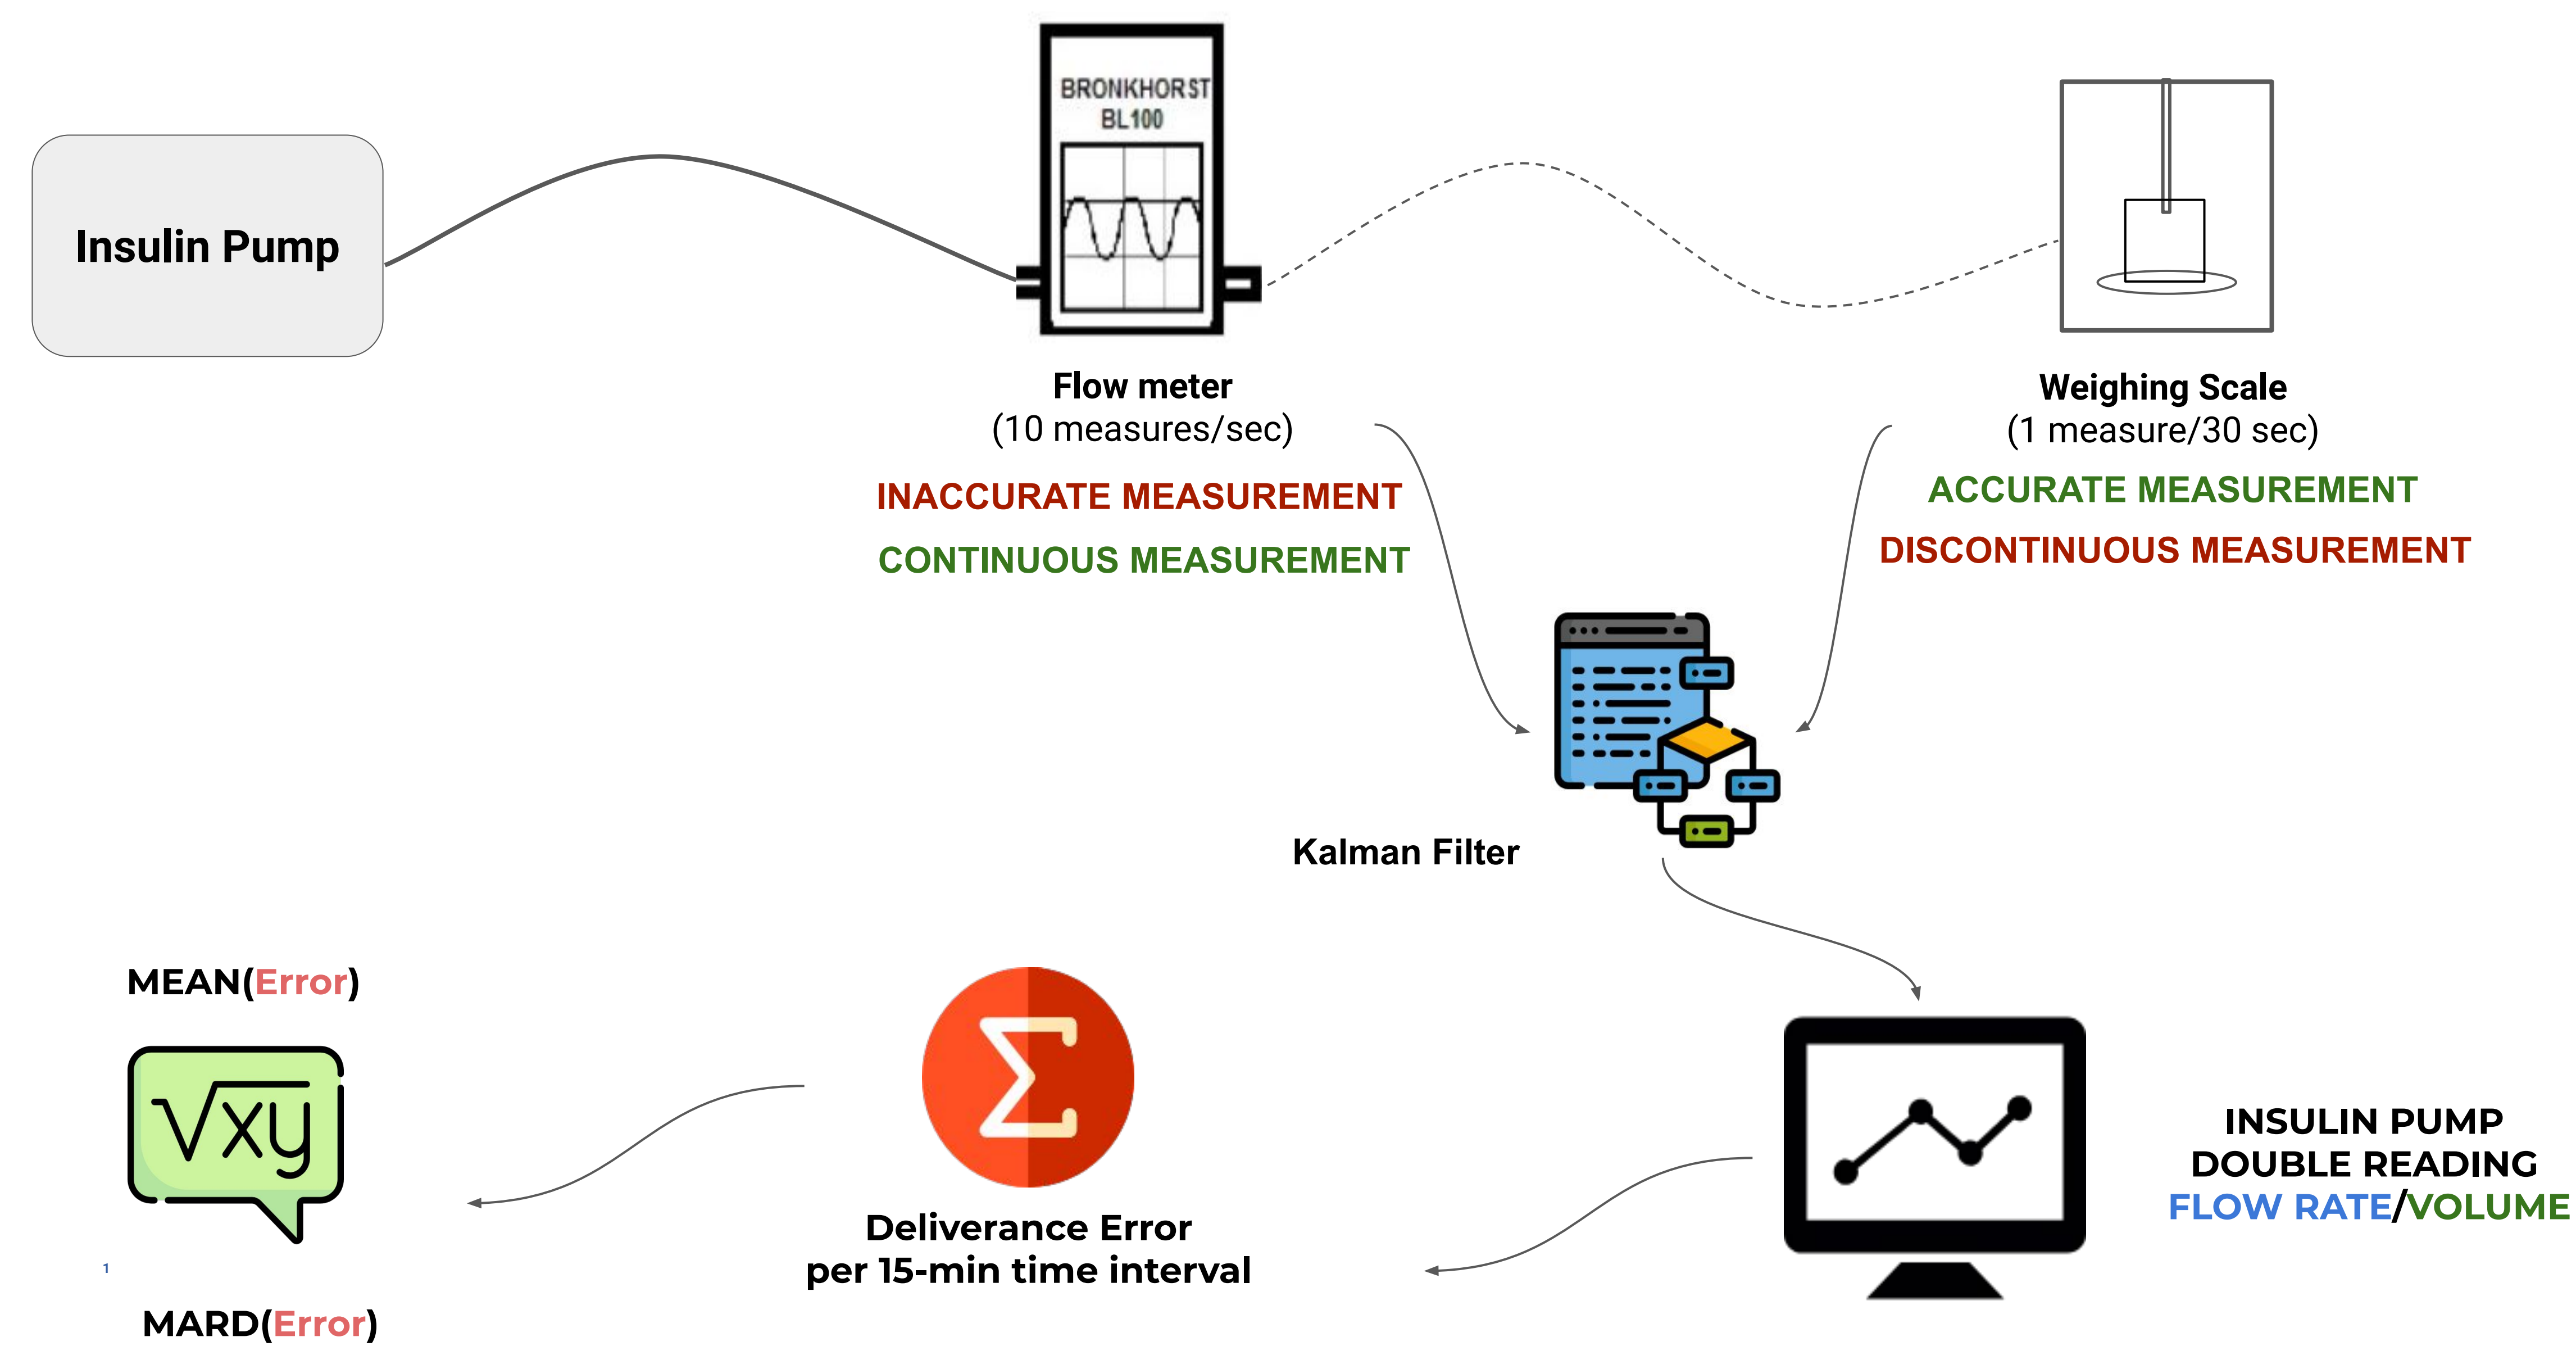 BRONKHORST
BL100
Insulin Pump
Flow meter
(10 measures/sec)
INACCURATE MEASUREMENT
CONTINUOUS MEASUREMENT
Weighing Scale
(1 measure/30 sec)
ACCURATE MEASUREMENT
DISCONTINUOUS MEASUREMENT
Kalman Filter
INSULIN PUMP
DOUBLE READING
FLOW RATE/VOLUME
Deliverance Error
per 15-min time interval
MEAN(Error)
√xy
1
MARD(Error)